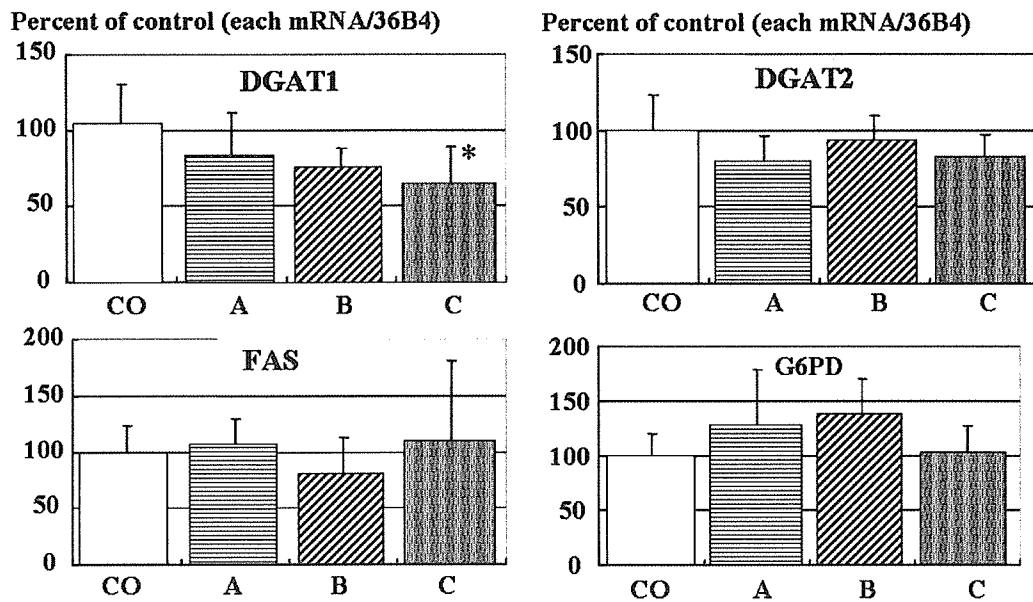 Percent of control (each mRNA/36B4)
150
100
50
0
DGAT1
*
CO A B C
Percent of control (each mRNA/36B4)
150
100
50
0
DGAT2
CO A B C
200
150
100
50
0
FAS
CO A B C
200
150
100
50
0
G6PD
CO A B C